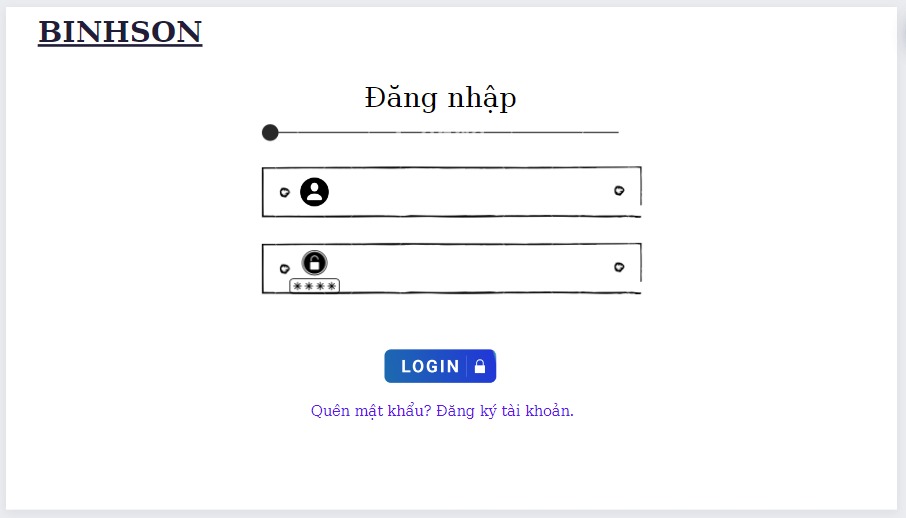 BINHSON
Đăng nhập
****
LOGIN
Quên mật khẩu? Đăng ký tài khoản.